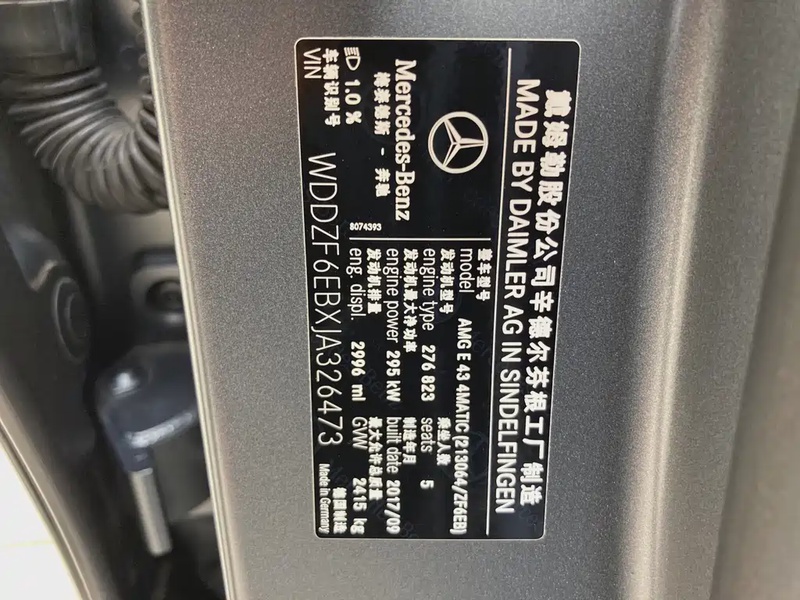 戴姆勒股份公司辛德尔芬根工厂制造
MADE BY DAIMLER AG IN SINDELFINGEN
Mercedes-Benz
梅赛德斯 - 奔驰
8074393
整车型号
model AMG E 43 4MATIC (213064/ZF6EB)
发动机型号 乘坐人数
engine type 276 823 seats 5
发动机最大净功率 制造年月
engine power 295 kW built date 2017/09
发动机排量 最大允许总质量
eng. displ. 2996 ml GVW 2415 kg
1.0 %
车辆识别号 德国制造
VIN WDDZF6EBXJA326473 Made in Germany